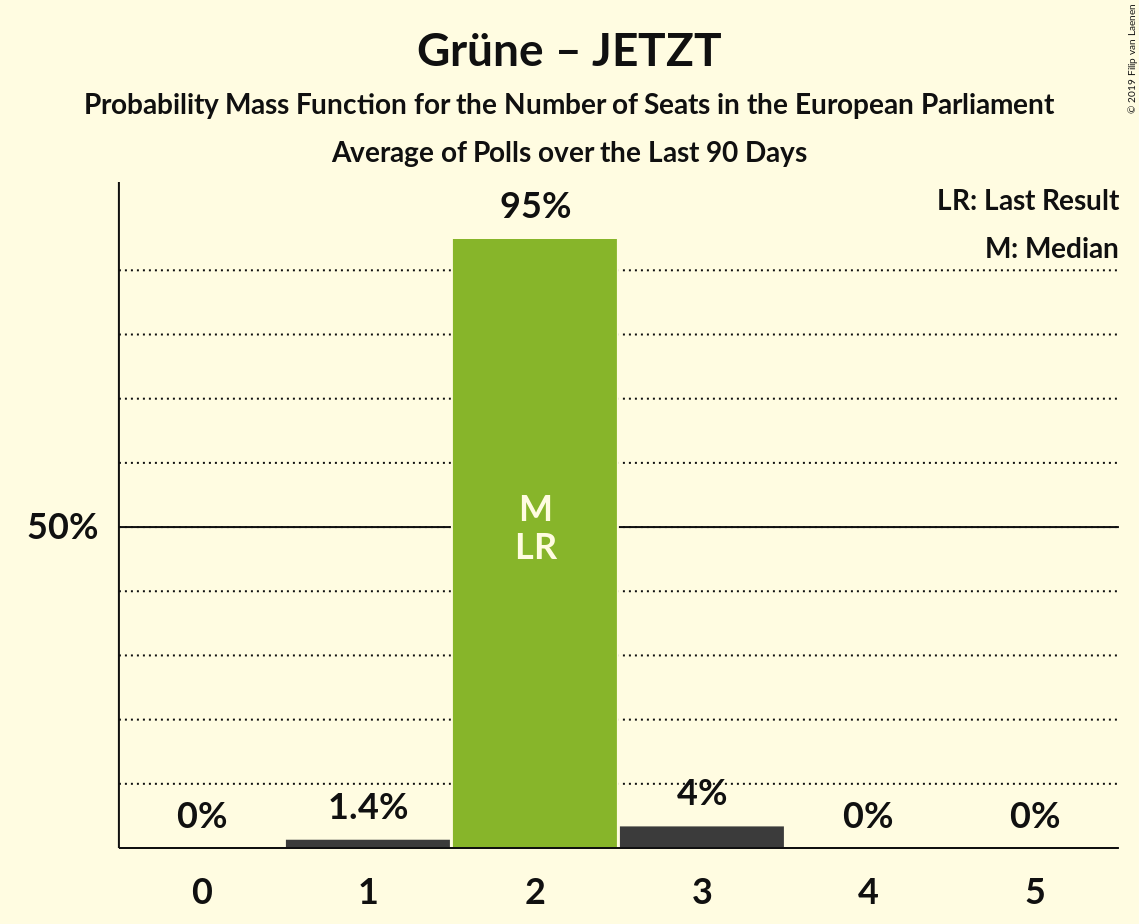 Grüne – JETZT
Probability Mass Function for the Number of Seats in the European Parliament
Average of Polls over the Last 90 Days
© 2019 Filip van Laenen
LR: Last Result
M: Median
95%
50%
M
LR
0%
1.4%
4%
0%
0%
0 1 2 3 4 5